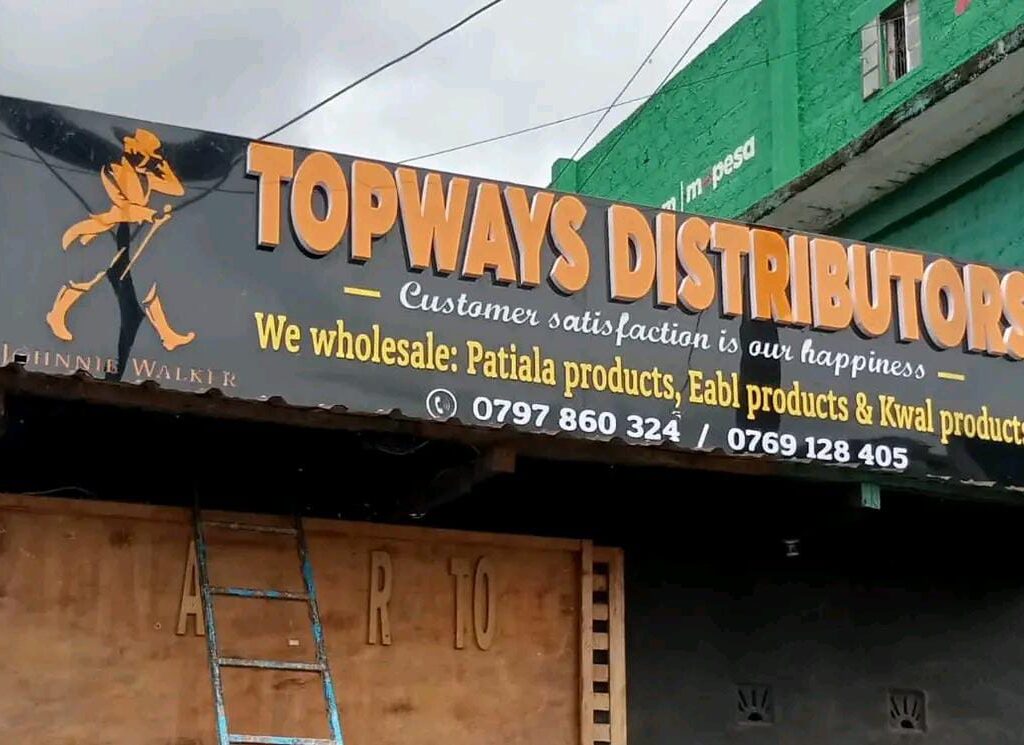 m-pesa
TOPWAYS DISTRIBUTORS
Customer satisfaction is our happiness
We wholesale: Patiala products, Eabl products & Kwal products
0797 860 324 / 0769 128 405
JOHNNIE WALKER
A R TO